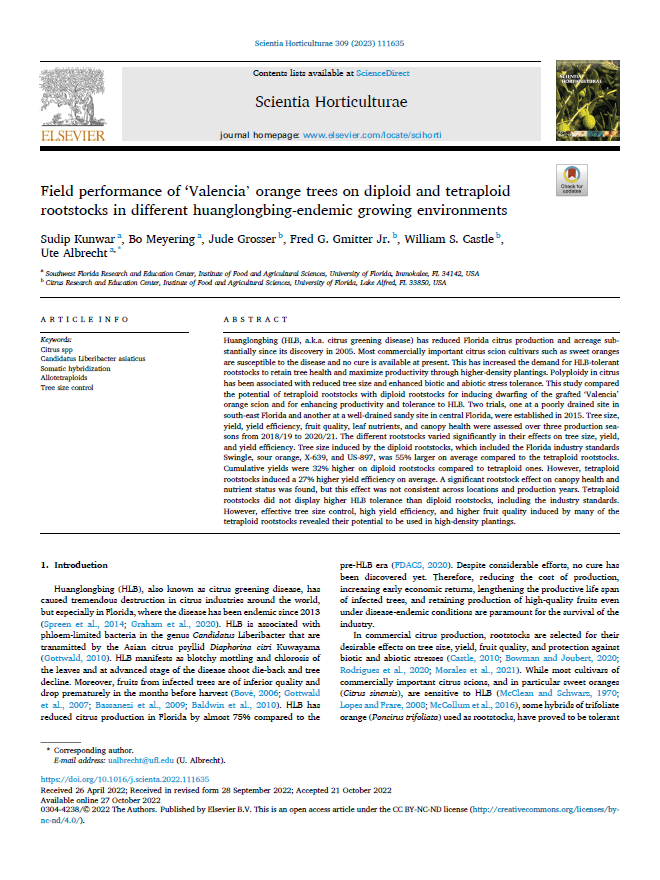 Scientia Horticulturae 309 (2023) 111635
Contents lists available at ScienceDirect
Scientia Horticulturae
journal homepage: www.elsevier.com/locate/scihorti
ELSEVIER
SCIENTIA
HORTICULTURAE
Check for
updates
Field performance of ‘Valencia’ orange trees on diploid and tetraploid
rootstocks in different huanglongbing-endemic growing environments
Sudip Kunwar a, Bo Meyering a, Jude Grosser b, Fred G. Gmitter Jr. b, William S. Castle b,
Ute Albrecht a,*
a Southwest Florida Research and Education Center, Institute of Food and Agricultural Sciences, University of Florida, Immokalee, FL 34142, USA
b Citrus Research and Education Center, Institute of Food and Agricultural Sciences, University of Florida, Lake Alfred, FL 33850, USA
ARTICLE INFO
Keywords:
Citrus spp
Candidatus Liberibacter asiaticus
Somatic hybridization
Allotetraploids
Tree size control
ABSTRACT
Huanglongbing (HLB, a.k.a. citrus greening disease) has reduced Florida citrus production and acreage sub-
stantially since its discovery in 2005. Most commercially important citrus scion cultivars such as sweet oranges
are susceptible to the disease and no cure is available at present. This has increased the demand for HLB-tolerant
rootstocks to retain tree health and maximize productivity through higher-density plantings. Polyploidy in citrus
has been associated with reduced tree size and enhanced biotic and abiotic stress tolerance. This study compared
the potential of tetraploid rootstocks with diploid rootstocks for inducing dwarfing of the grafted ‘Valencia’
orange scion and for enhancing productivity and tolerance to HLB. Two trials, one at a poorly drained site in
south-east Florida and another at a well-drained sandy site in central Florida, were established in 2015. Tree size,
yield, yield efficiency, fruit quality, leaf nutrients, and canopy health were assessed over three production sea-
sons from 2018/19 to 2020/21. The different rootstocks varied significantly in their effects on tree size, yield,
and yield efficiency. Tree size induced by the diploid rootstocks, which included the Florida industry standards
Swingle, sour orange, X-639, and US-897, was 55% larger on average compared to the tetraploid rootstocks.
Cumulative yields were 32% higher on diploid rootstocks compared to tetraploid ones. However, tetraploid
rootstocks induced a 27% higher yield efficiency on average. A significant rootstock effect on canopy health and
nutrient status was found, but this effect was not consistent across locations and production years. Tetraploid
rootstocks did not display higher HLB tolerance than diploid rootstocks, including the industry standards.
However, effective tree size control, high yield efficiency, and higher fruit quality induced by many of the
tetraploid rootstocks revealed their potential to be used in high-density plantings.
1. Introduction
Huanglongbing (HLB), also known as citrus greening disease, has
caused tremendous destruction in citrus industries around the world,
but especially in Florida, where the disease has been endemic since 2013
(Spreen et al., 2014; Graham et al., 2020). HLB is associated with
phloem-limited bacteria in the genus Candidatus Liberibacter that are
transmitted by the Asian citrus psyllid Diaphorina citri Kuwayama
(Gottwald, 2010). HLB manifests as blotchy mottling and chlorosis of
the leaves and at advanced stage of the disease shoot die-back and tree
decline. Moreover, fruits from infected trees are of inferior quality and
drop prematurely in the months before harvest (Bové, 2006; Gottwald
et al., 2007; Bassanesi et al., 2009; Baldwin et al., 2010). HLB has
reduced citrus production in Florida by almost 75% compared to the
pre-HLB era (FDACS, 2020). Despite considerable efforts, no cure has
been discovered yet. Therefore, reducing the cost of production,
increasing early economic returns, lengthening the productive life span
of infected trees, and retaining production of high-quality fruits even
under disease-endemic conditions are paramount for the survival of the
industry.
In commercial citrus production, rootstocks are selected for their
desirable effects on tree size, yield, fruit quality, and protection against
biotic and abiotic stresses (Castle, 2010; Bowman and Joubert, 2020;
Rodrigues et al., 2020; Morales et al., 2021). While most cultivars of
commercially important citrus scions, and in particular sweet oranges
(Citrus sinensis), are sensitive to HLB (McClean and Schwarz, 1970;
Lopes and Frare, 2008; McCollum et al., 2016), some hybrids of trifoliate
orange (Poncirus trifoliata) used as rootstocks, have proved to be tolerant
* Corresponding author.
E-mail address: ualbrecht@ufl.edu (U. Albrecht).
https://doi.org/10.1016/j.scienta.2022.111635
Received 26 April 2022; Received in revised form 28 September 2022; Accepted 21 October 2022
Available online 27 October 2022
0304-4238/© 2022 The Authors. Published by Elsevier B.V. This is an open access article under the CC BY-NC-ND license (http://creativecommons.org/licenses/by-
nc-nd/4.0/).